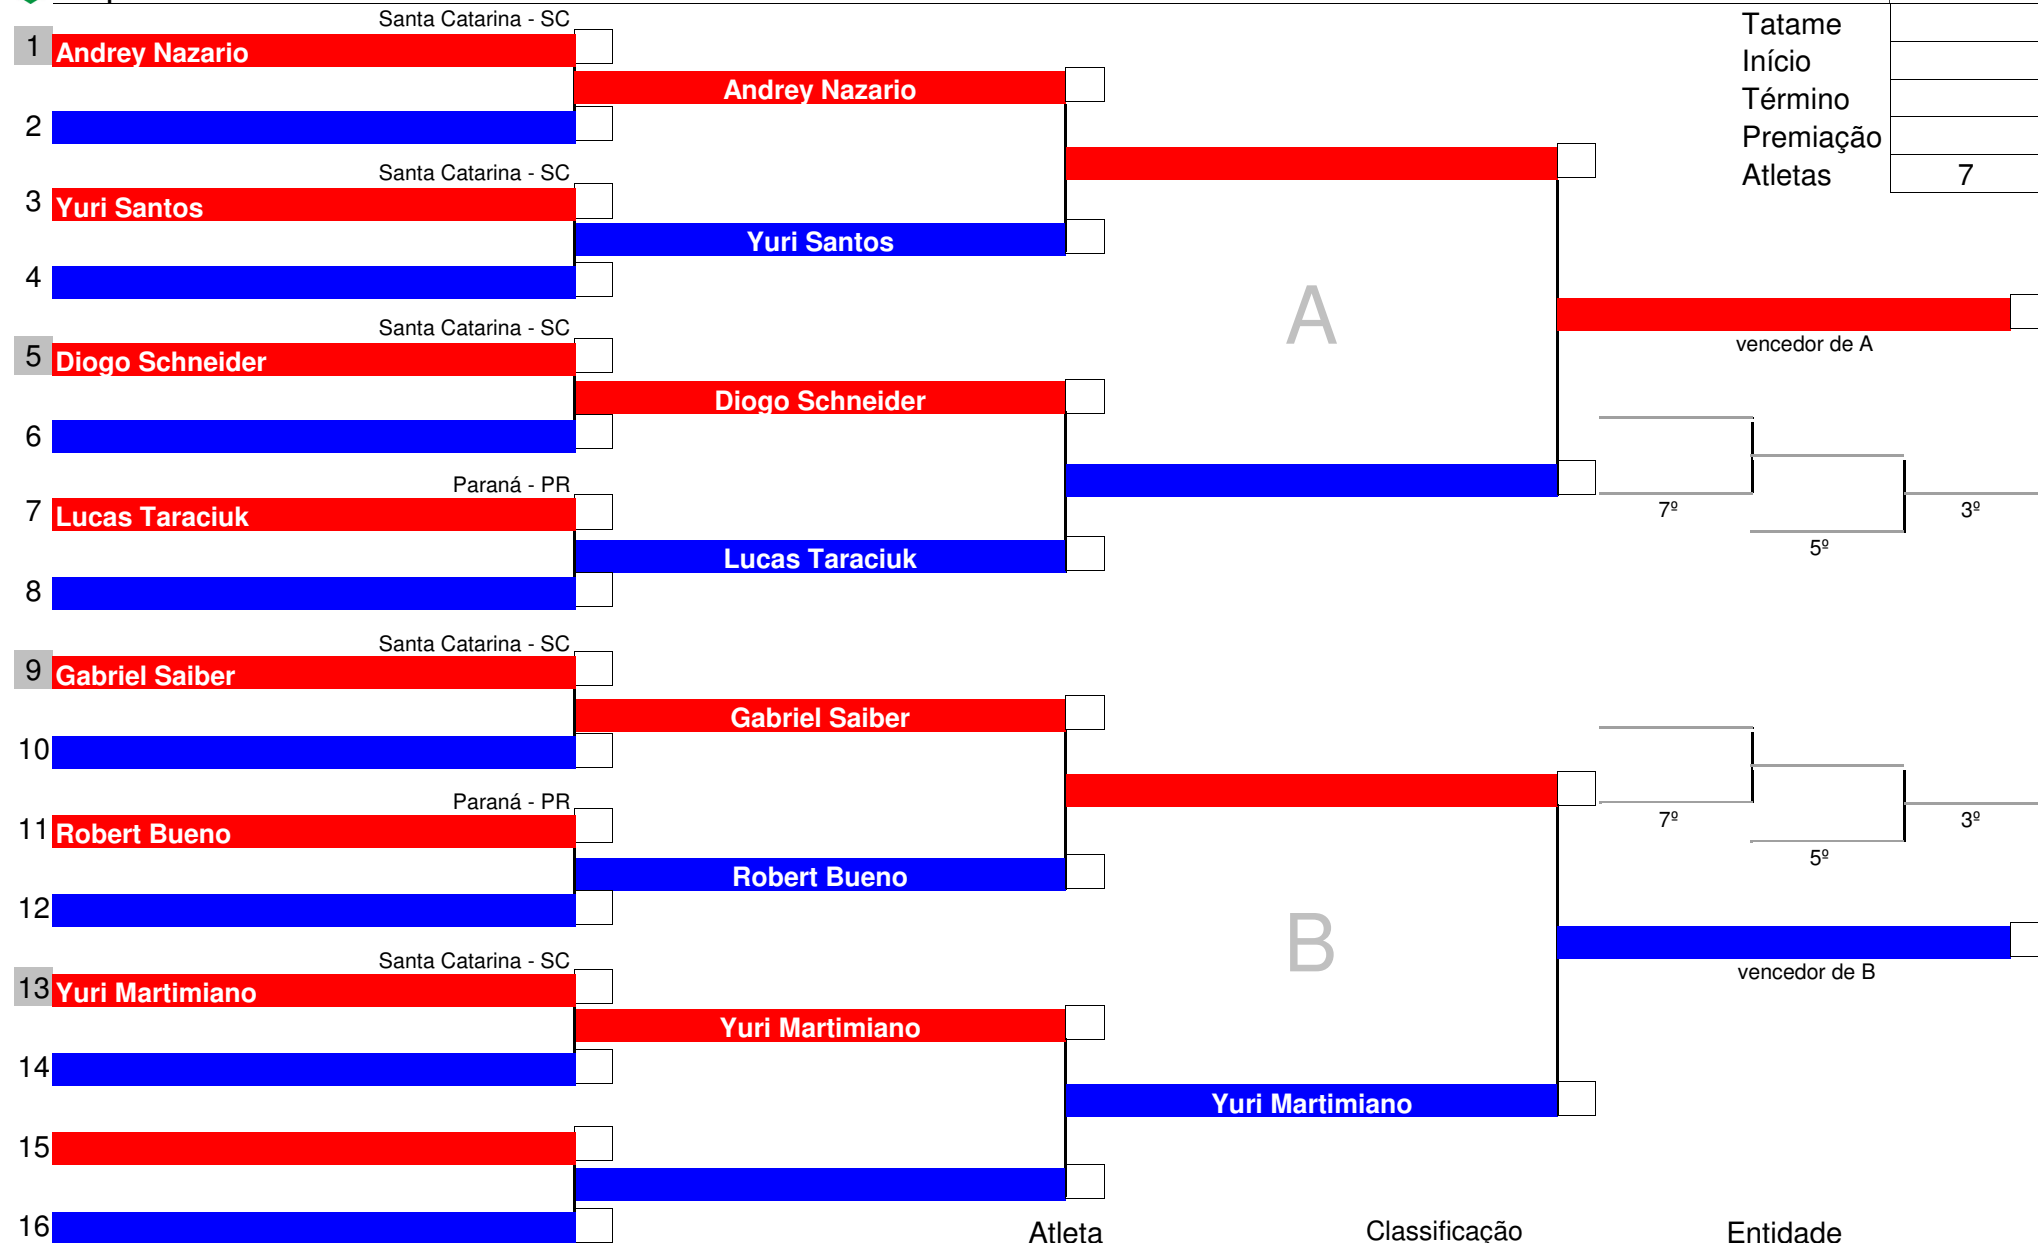 Santa Catarina - SC
Tatame
1 Andrey Nazario
Início
Andrey Nazario
Término
2
Premiação
Santa Catarina - SC
Atletas 7
3 Yuri Santos
Yuri Santos
4
A
Santa Catarina - SC
vencedor de A
5 Diogo Schneider
Diogo Schneider
6
Paraná - PR
7 Lucas Taraciuk
7º 3º
5º
Lucas Taraciuk
8
Santa Catarina - SC
9 Gabriel Saiber
Gabriel Saiber
10
Paraná - PR
11 Robert Bueno
7º 3º
5º
Robert Bueno
12
B
Santa Catarina - SC
vencedor de B
13 Yuri Martimiano
Yuri Martimiano
14
Yuri Martimiano
15
16
Atleta Classificação Entidade